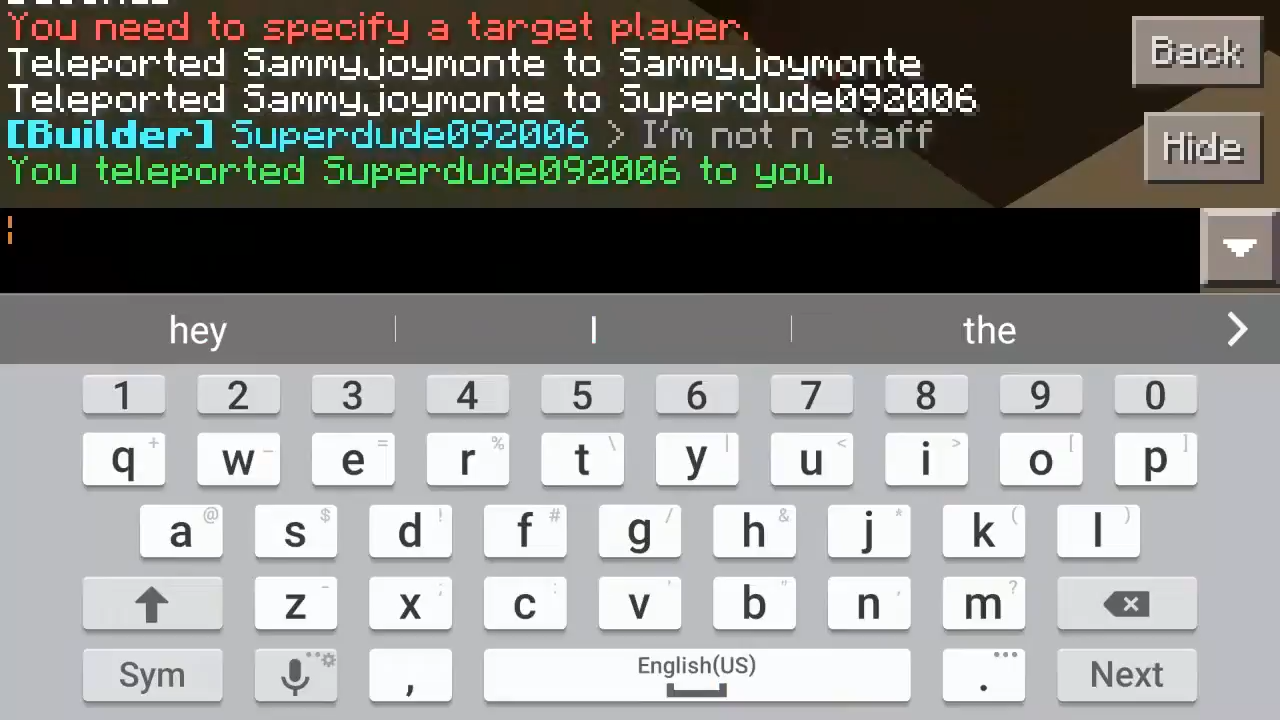 You need to specify a target player.
Teleported Sammyjoymonte to Sammyjoymonte
Teleported Sammyjoymonte to Superdude092006
[Builder] Superdude092006 > I'm not n staff
You teleported Superdude092006 to you.
Back
Hide
hey I the
1 2 3 4 5 6 7 8 9 0
q + w - e = r % t \ y | u < i > o [ p ]
a @ s $ d ! f # g / h & j * k ( l )
z - x ; c : v ' b " n , m ?
Sym , English(US) . Next